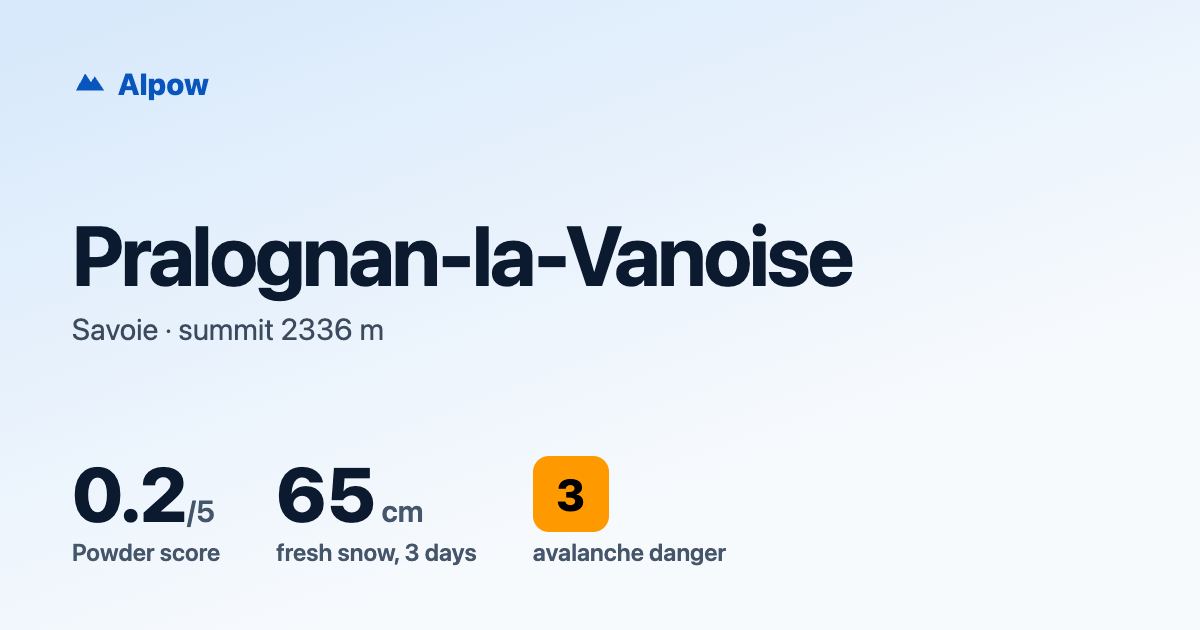 Alpow
Pralognan-la-Vanoise
Savoie · summit 2336 m
0.2/5
Powder score
65 cm
fresh snow, 3 days
3
avalanche danger